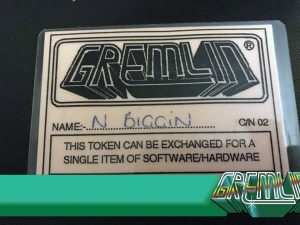 GREMLIN®
NAME:- N BIGGIN C/N 02
THIS TOKEN CAN BE EXCHANGED FOR A
SINGLE ITEM OF SOFTWARE/HARDWARE
GREMLIN